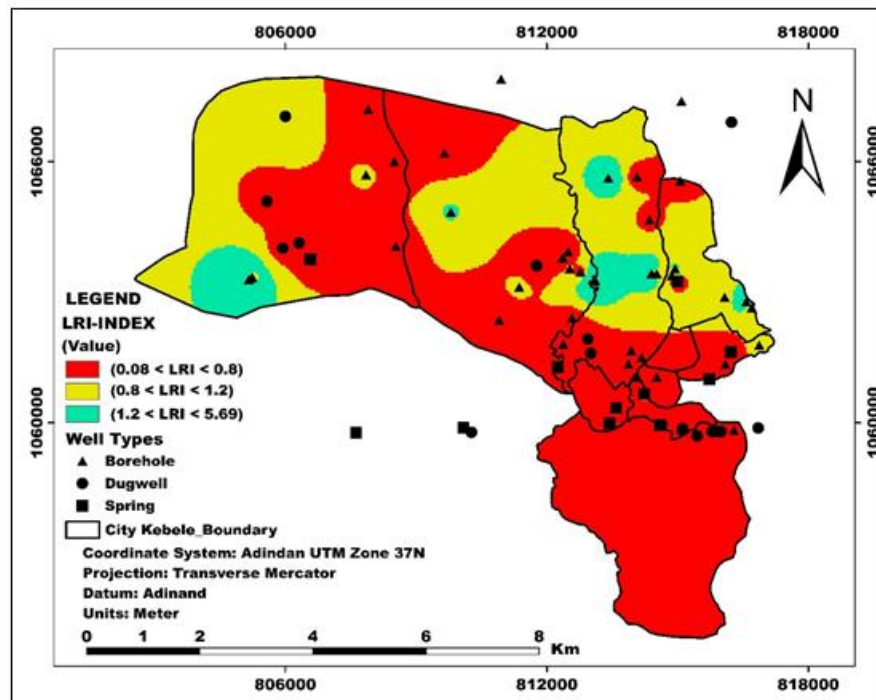 806000 812000 818000
N
1066000 1066000
LEGEND
LRI-INDEX
(Value)
(0.08 < LRI < 0.8)
(0.8 < LRI < 1.2)
(1.2 < LRI < 5.69)
Well Types
Borehole
Dugwell
Spring
City Kebele_Boundary
1060000 1060000
Coordinate System: Adindan UTM Zone 37N
Projection: Transverse Mercator
Datum: Adinand
Units: Meter
0 1 2 4 6 8
Km
806000 812000 818000